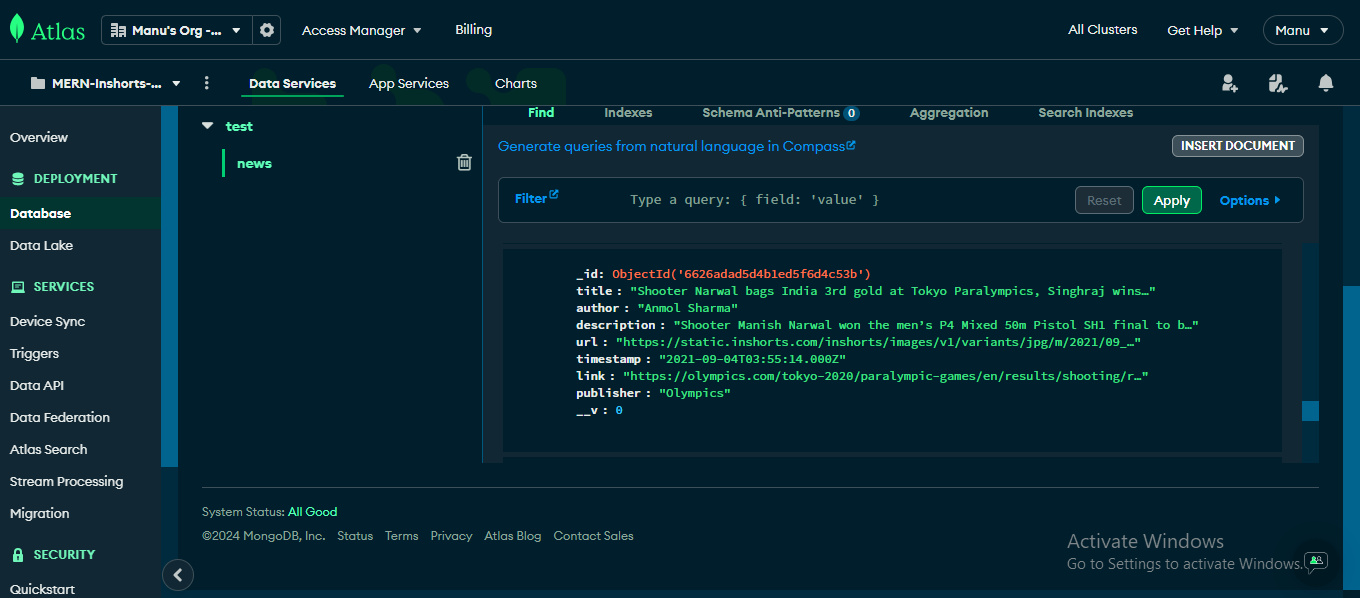 Atlas
Manu's Org -...
Access Manager
Billing
All Clusters
Get Help
Manu
MERN-Inshorts-...
Data Services
App Services
Charts
Overview
DEPLOYMENT
Database
Data Lake
SERVICES
Device Sync
Triggers
Data API
Data Federation
Atlas Search
Stream Processing
Migration
SECURITY
Quickstart
test
news
Find
Indexes
Schema Anti-Patterns 0
Aggregation
Search Indexes
Generate queries from natural language in Compass
INSERT DOCUMENT
Filter
Type a query: { field: 'value' }
Reset
Apply
Options
_id: ObjectId('6626adad5d4b1ed5f6d4c53b')
title : "Shooter Narwal bags India 3rd gold at Tokyo Paralympics, Singhraj wins…"
author : "Anmol Sharma"
description : "Shooter Manish Narwal won the men’s P4 Mixed 50m Pistol SH1 final to b…"
url : "https://static.inshorts.com/inshorts/images/v1/variants/jpg/m/2021/09_…"
timestamp : "2021-09-04T03:55:14.000Z"
link : "https://olympics.com/tokyo-2020/paralympic-games/en/results/shooting/r…"
publisher : "Olympics"
__v : 0
System Status: All Good
©2024 MongoDB, Inc. Status Terms Privacy Atlas Blog Contact Sales
Activate Windows
Go to Settings to activate Windows.